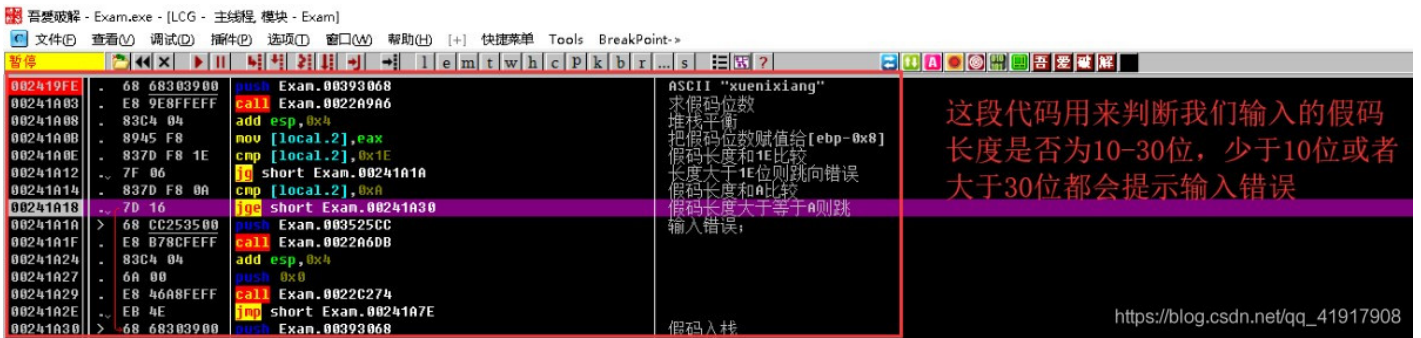 吾爱破解 - Exam.exe - [LCG - 主线程, 模块 - Exam]
文件(F) 查看(V) 调试(D) 插件(P) 选项(T) 窗口(W) 帮助(H) [+] 快捷菜单 Tools BreakPoint->
暂停 l e m t w h c P k b r ... s ? A 吾 爱 破 解
002419FE . 68 68303900 push Exam.00393068 ASCII "xuenixiang"
00241A03 . E8 9E8FFEFF call Exam.0022A9A6 求假码位数
00241A08 . 83C4 04 add esp,0x4 堆栈平衡
00241A0B . 8945 F8 mov [local.2],eax 把假码位数赋值给[ebp-0x8]
00241A0E . 837D F8 1E cmp [local.2],0x1E 假码长度和1E比较
00241A12 ., 7F 06 jg short Exam.00241A1A 长度大于1E位则跳向错误
00241A14 . 837D F8 0A cmp [local.2],0xA 假码长度和A比较
00241A18 ., 7D 16 jge short Exam.00241A30 假码长度大于等于A则跳
00241A1A > 68 CC253500 push Exam.003525CC 输入错误;
00241A1F . E8 B78CFEFF call Exam.0022A6DB
00241A24 . 83C4 04 add esp,0x4
00241A27 . 6A 00 push 0x0
00241A29 . E8 46A8FEFF call Exam.0022C274
00241A2E ., EB 4E jmp short Exam.00241A7E
00241A30 > 68 68303900 push Exam.00393068 假码入栈
这段代码用来判断我们输入的假码
长度是否为10-30位，少于10位或者
大于30位都会提示输入错误
https://blog.csdn.net/qq_41917908